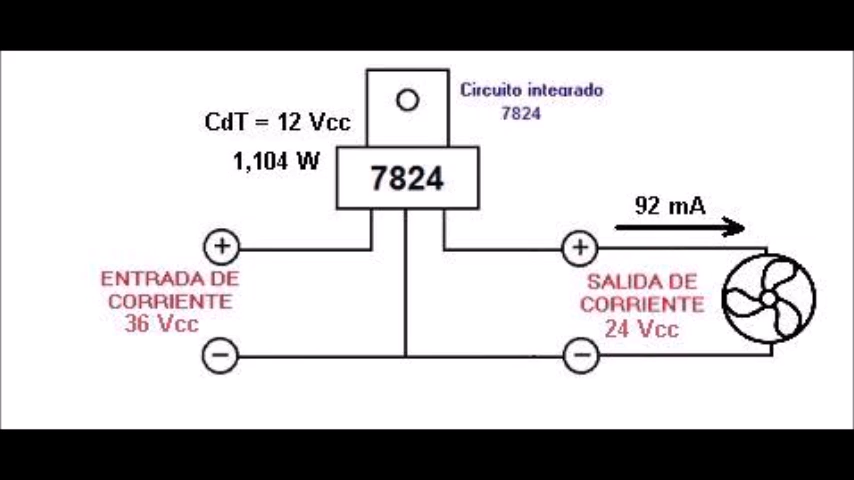 Circuito integrado
7824
CdT = 12 Vcc
1,104 W
7824
92 mA
+
+
ENTRADA DE
CORRIENTE
36 Vcc
SALIDA DE
CORRIENTE
24 Vcc
−
−